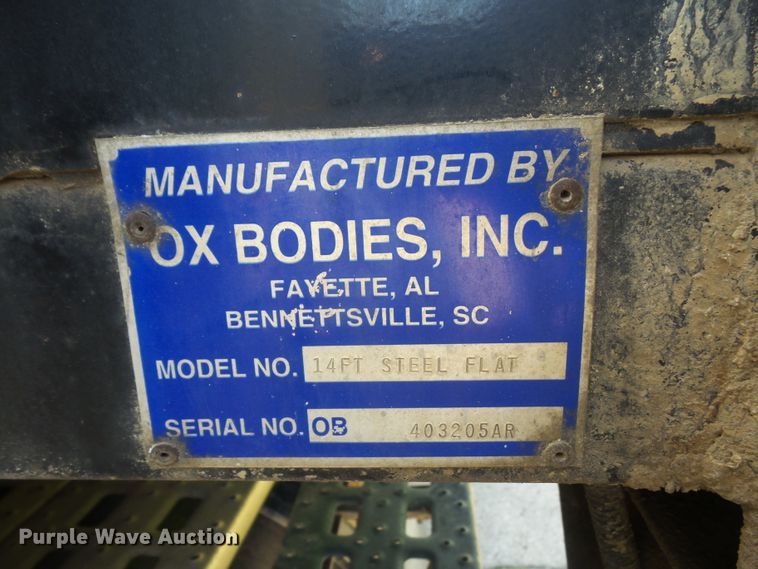 MANUFACTURED BY
OX BODIES, INC.
FAYETTE, AL
BENNETTSVILLE, SC
MODEL NO. 14FT STEEL FLAT
SERIAL NO. OB 403205AR
Purple Wave Auction